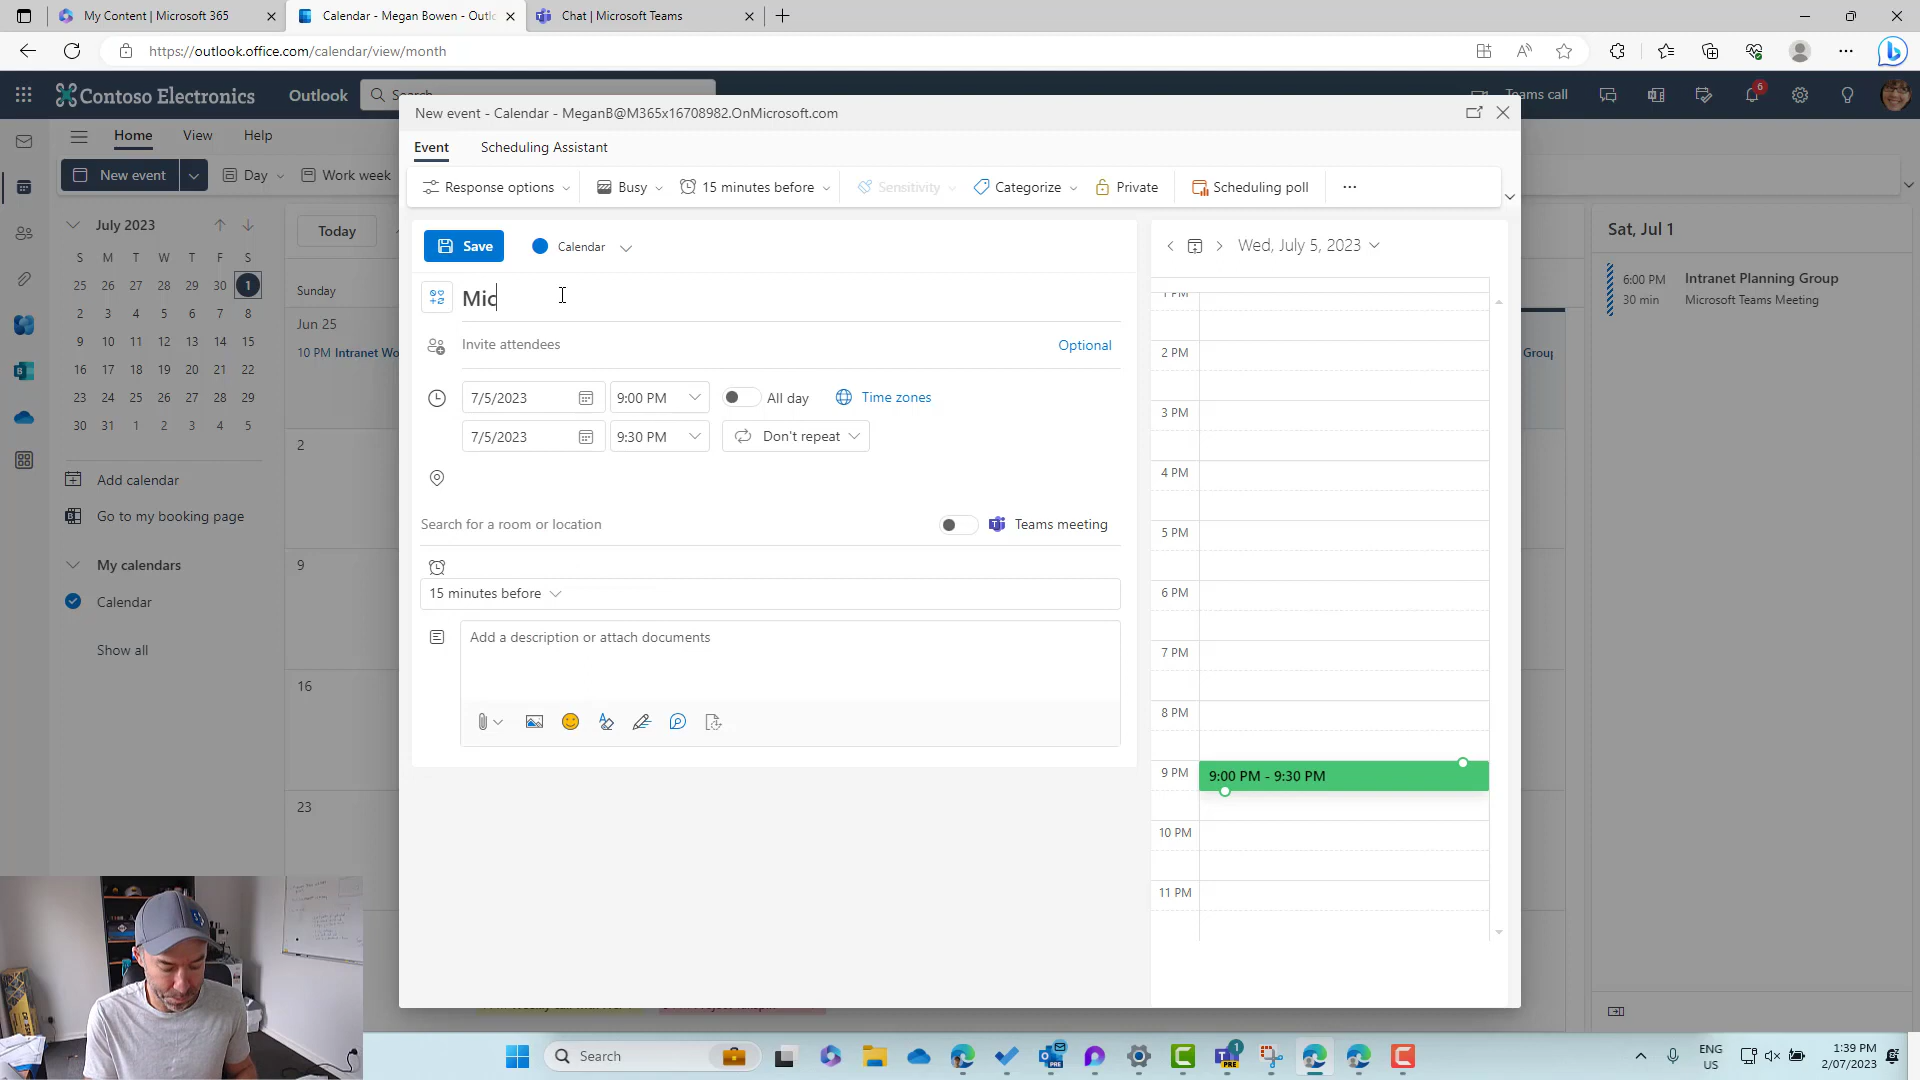 My Content | Microsoft 365
Calendar - Megan Bowen - Outlo
Chat | Microsoft Teams
https://outlook.office.com/calendar/view/month
Contoso Electronics
Outlook
Search
Teams call
6
New event - Calendar - MeganB@M365x16708982.OnMicrosoft.com
Home
View
Help
Event
Scheduling Assistant
New event
Day
Work week
Response options
Busy
15 minutes before
Sensitivity
Categorize
Private
Scheduling poll
July 2023
S M T W T F S
25 26 27 28 29 30 1
2 3 4 5 6 7 8
9 10 11 12 13 14 15
16 17 18 19 20 21 22
23 24 25 26 27 28 29
30 31 1 2 3 4 5
Add calendar
Go to my booking page
My calendars
Calendar
Show all
Today
Sunday
Jun 25
10 PM Intranet Wo
2
9
16
23
Save
Calendar
Mic
Invite attendees
Optional
7/5/2023
9:00 PM
All day
Time zones
7/5/2023
9:30 PM
Don't repeat
Search for a room or location
Teams meeting
15 minutes before
Add a description or attach documents
Wed, July 5, 2023
1 PM
2 PM
3 PM
4 PM
5 PM
6 PM
7 PM
8 PM
9 PM
9:00 PM - 9:30 PM
10 PM
11 PM
Group
Sat, Jul 1
6:00 PM
Intranet Planning Group
30 min
Microsoft Teams Meeting
Search
PRE
1
PRE
ENG
US
1:39 PM
2/07/2023